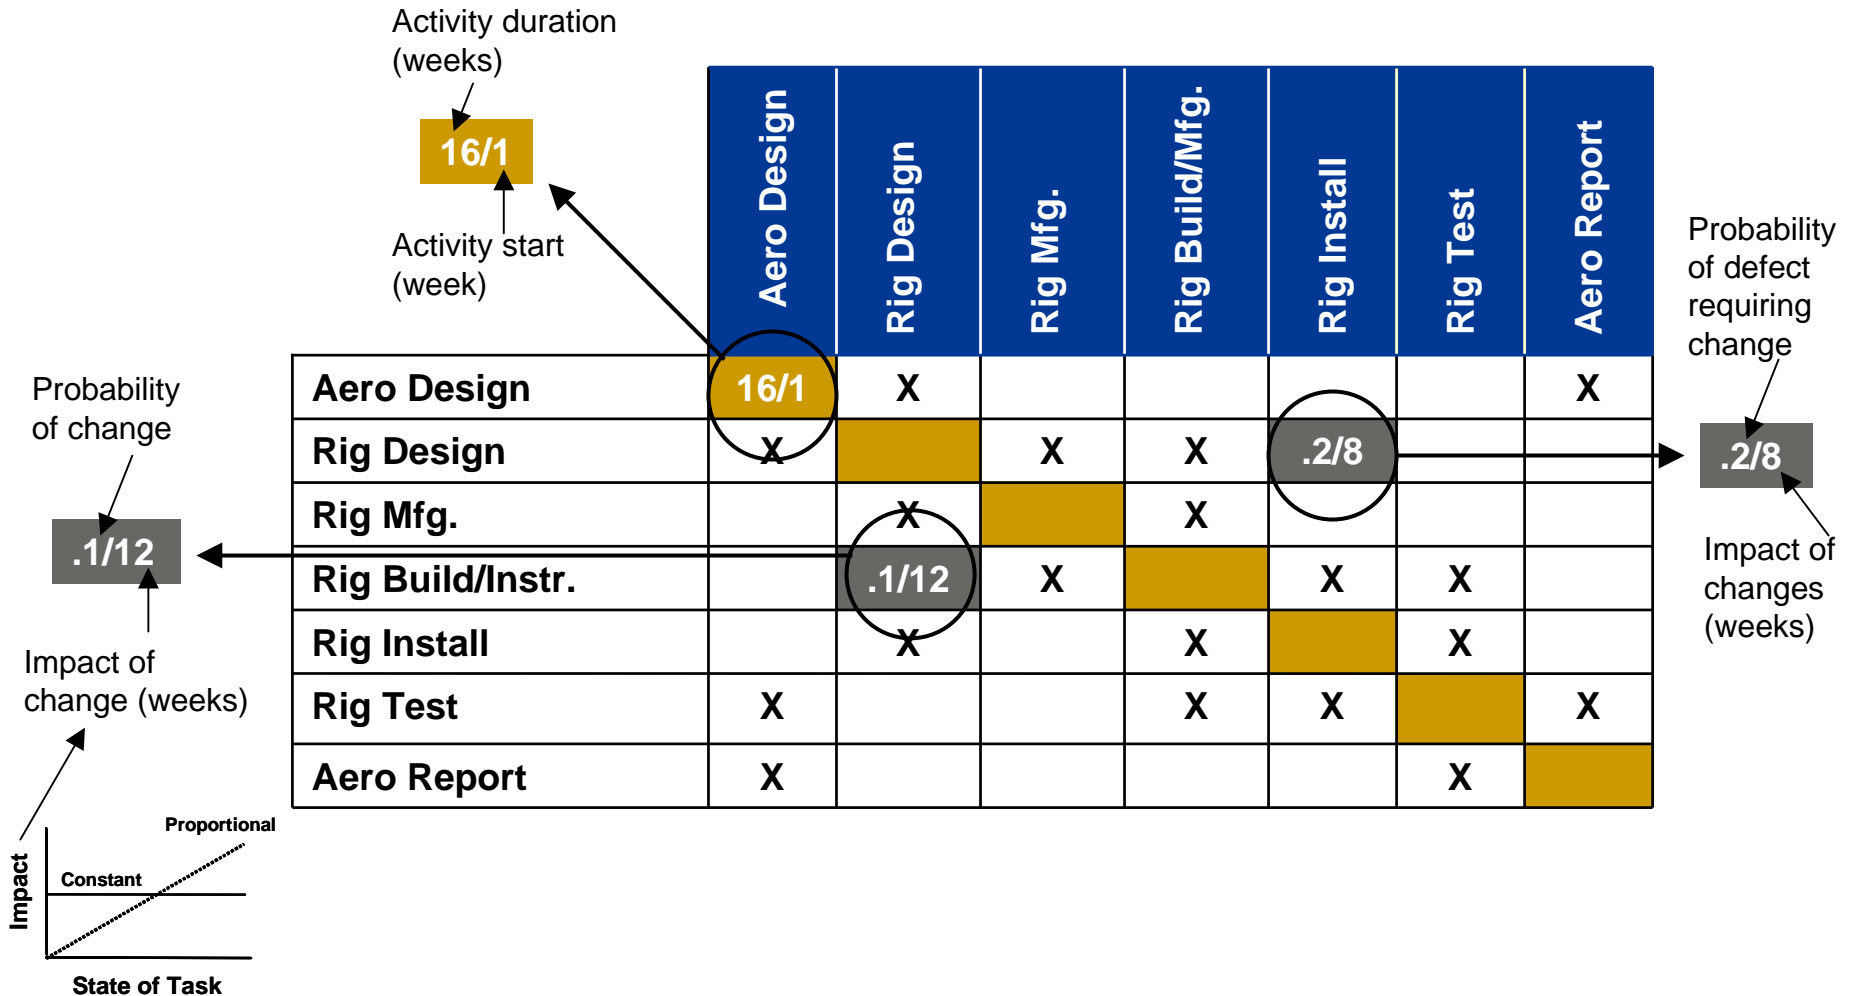 Activity duration
(weeks)
16/1
Activity start
(week)
Aero Design
Rig Design
Rig Mfg.
Rig Build/Mfg.
Rig Install
Rig Test
Aero Report
Probability
of defect
requiring
change
.2/8
Impact of
changes
(weeks)
Probability
of change
.1/12
Impact of
change (weeks)
Aero Design 16/1 X X
Rig Design X X X .2/8
Rig Mfg. X X
Rig Build/Instr. .1/12 X X X
Rig Install X X X
Rig Test X X X X
Aero Report X X
Proportional
Constant
Impact
State of Task